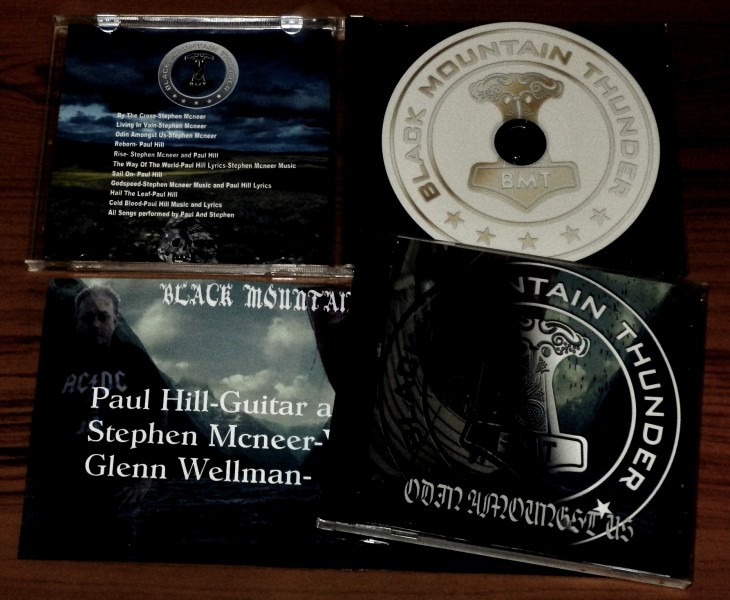 BLACK MOUNTAIN THUNDER
BMT
By The Cross-Stephen Mcneer
Living In Vain-Stephen Mcneer
Odin Amongst Us-Stephen Mcneer
Reborn- Paul Hill
Rise- Stephen Mcneer and Paul Hill
The Way Of The World-Paul Hill Lyrics-Stephen Mcneer Music
Sail On- Paul Hill
Godspeed-Stephen Mcneer Music and Paul Hill Lyrics
Hail The Leaf-Paul Hill
Cold Blood-Paul Hill Music and Lyrics
All Songs performed by Paul And Stephen
BLACK MOUNTAIN THUNDER
BMT
BLACK MOUNTAIN
AC DC
Paul Hill-Guitar a
Stephen Mcneer-
Glenn Wellman-
NTAIN THUNDER
ODIN AMOUNGST US